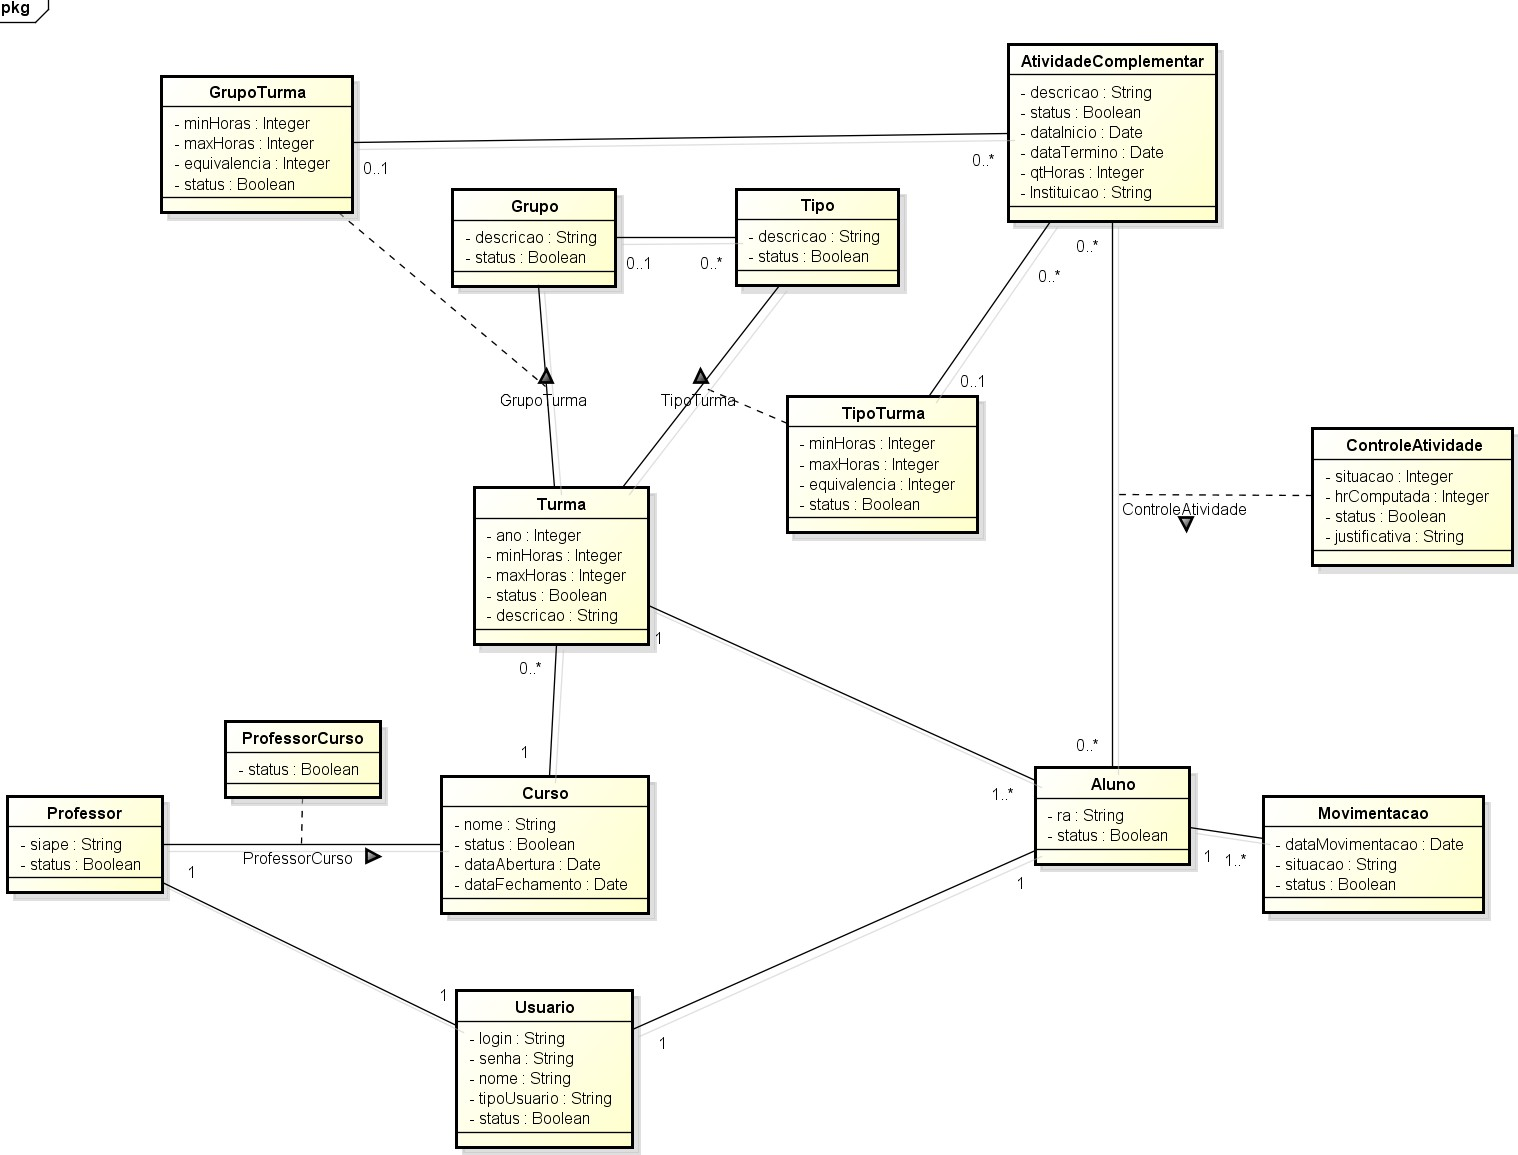 pkg
AtividadeComplementar
- descricao : String
- status : Boolean
- dataInicio : Date
- dataTermino : Date
- qtHoras : Integer
- Instituicao : String
GrupoTurma
- minHoras : Integer
- maxHoras : Integer
- equivalencia : Integer
- status : Boolean
0..1
0..*
Grupo
- descricao : String
- status : Boolean
Tipo
- descricao : String
- status : Boolean
0..1
0..*
0..*
0..*
0..1
GrupoTurma
TipoTurma
TipoTurma
- minHoras : Integer
- maxHoras : Integer
- equivalencia : Integer
- status : Boolean
ControleAtividade
- situacao : Integer
- hrComputada : Integer
- status : Boolean
- justificativa : String
ControleAtividade
Turma
- ano : Integer
- minHoras : Integer
- maxHoras : Integer
- status : Boolean
- descricao : String
1
0..*
1
0..*
1..*
ProfessorCurso
- status : Boolean
Professor
- siape : String
- status : Boolean
ProfessorCurso
Curso
- nome : String
- status : Boolean
- dataAbertura : Date
- dataFechamento : Date
Aluno
- ra : String
- status : Boolean
Movimentacao
- dataMovimentacao : Date
- situacao : String
- status : Boolean
1
1..*
1
1
1
1
Usuario
- login : String
- senha : String
- nome : String
- tipoUsuario : String
- status : Boolean